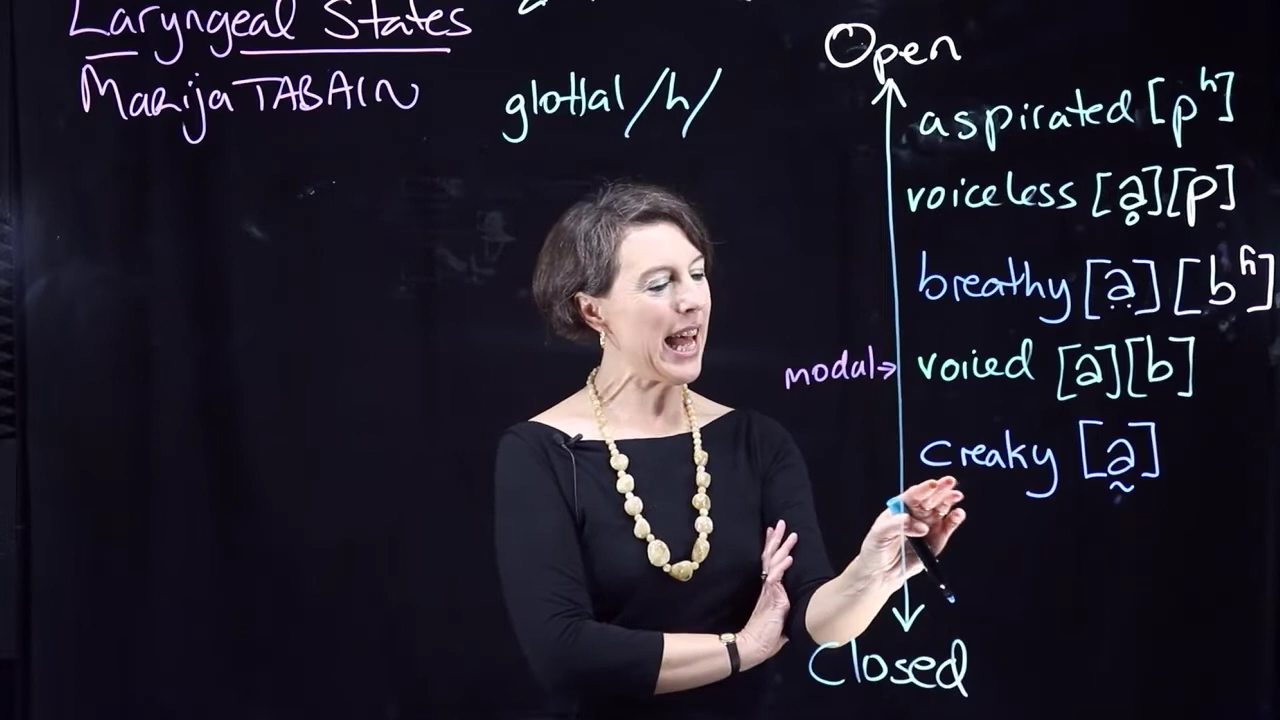 Laryngeal States
Marija TABAIN
glottal /h/
Open
aspirated [pʰ]
voiceless [ḁ][p]
breathy [a̤] [bʱ]
modal→ voiced [a][b]
creaky [a̰]
Closed